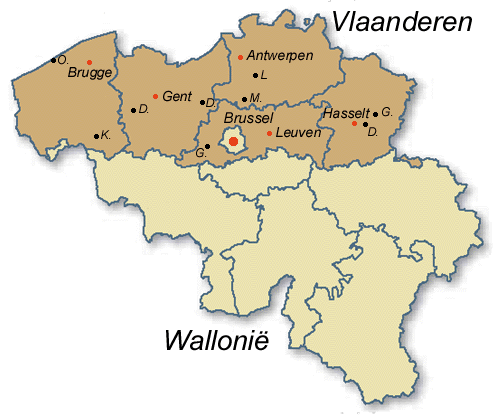 Vlaanderen
O.
Brugge
Antwerpen
L
Gent
D.
D.
M.
Hasselt
G.
D.
Brussel
Leuven
K.
G.
Wallonië